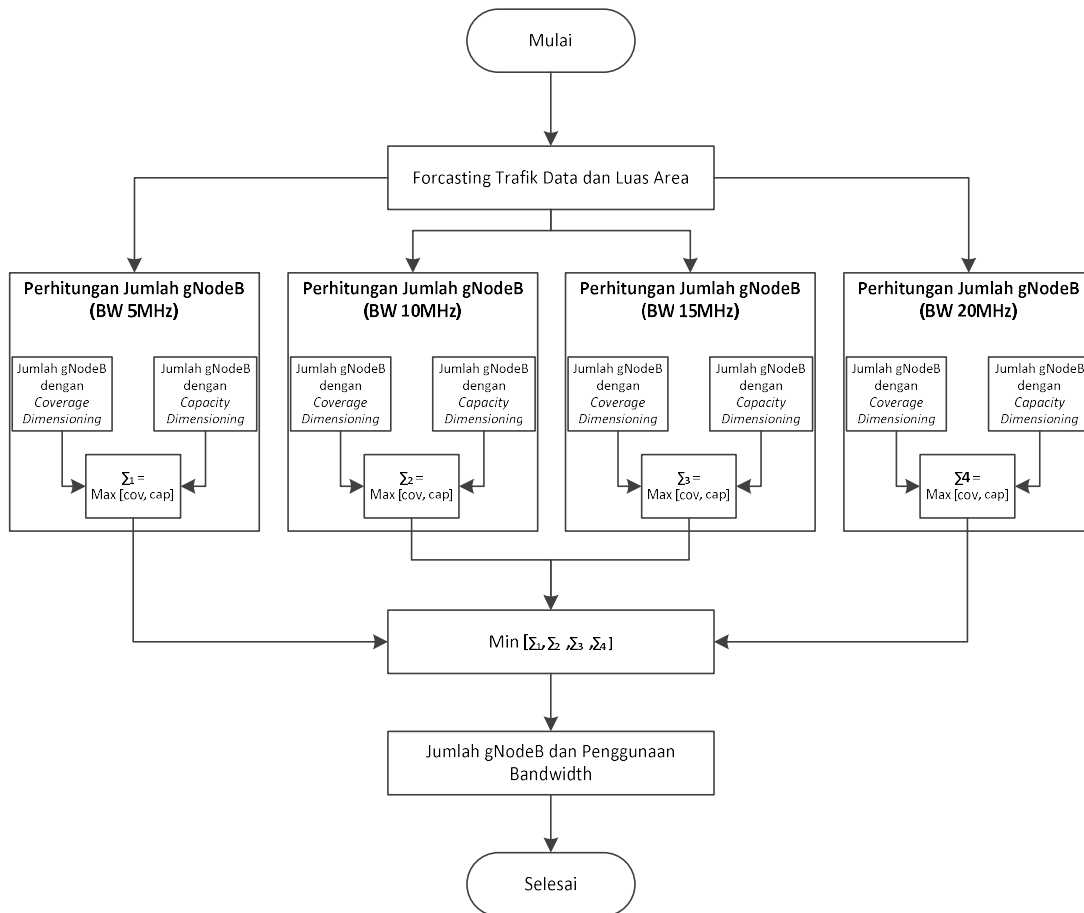 Mulai
Forcasting Trafik Data dan Luas Area
Perhitungan Jumlah gNodeB
(BW 5MHz)
Jumlah gNodeB
dengan
Coverage
Dimensioning
Jumlah gNodeB
dengan
Capacity
Dimensioning
∑₁ =
Max [cov, cap]
Perhitungan Jumlah gNodeB
(BW 10MHz)
Jumlah gNodeB
dengan
Coverage
Dimensioning
Jumlah gNodeB
dengan
Capacity
Dimensioning
∑₂ =
Max [cov, cap]
Perhitungan Jumlah gNodeB
(BW 15MHz)
Jumlah gNodeB
dengan
Coverage
Dimensioning
Jumlah gNodeB
dengan
Capacity
Dimensioning
∑₃ =
Max [cov, cap]
Perhitungan Jumlah gNodeB
(BW 20MHz)
Jumlah gNodeB
dengan
Coverage
Dimensioning
Jumlah gNodeB
dengan
Capacity
Dimensioning
∑4 =
Max [cov, cap]
Min [∑₁, ∑₂ ,∑₃ ,∑₄]
Jumlah gNodeB dan Penggunaan
Bandwidth
Selesai